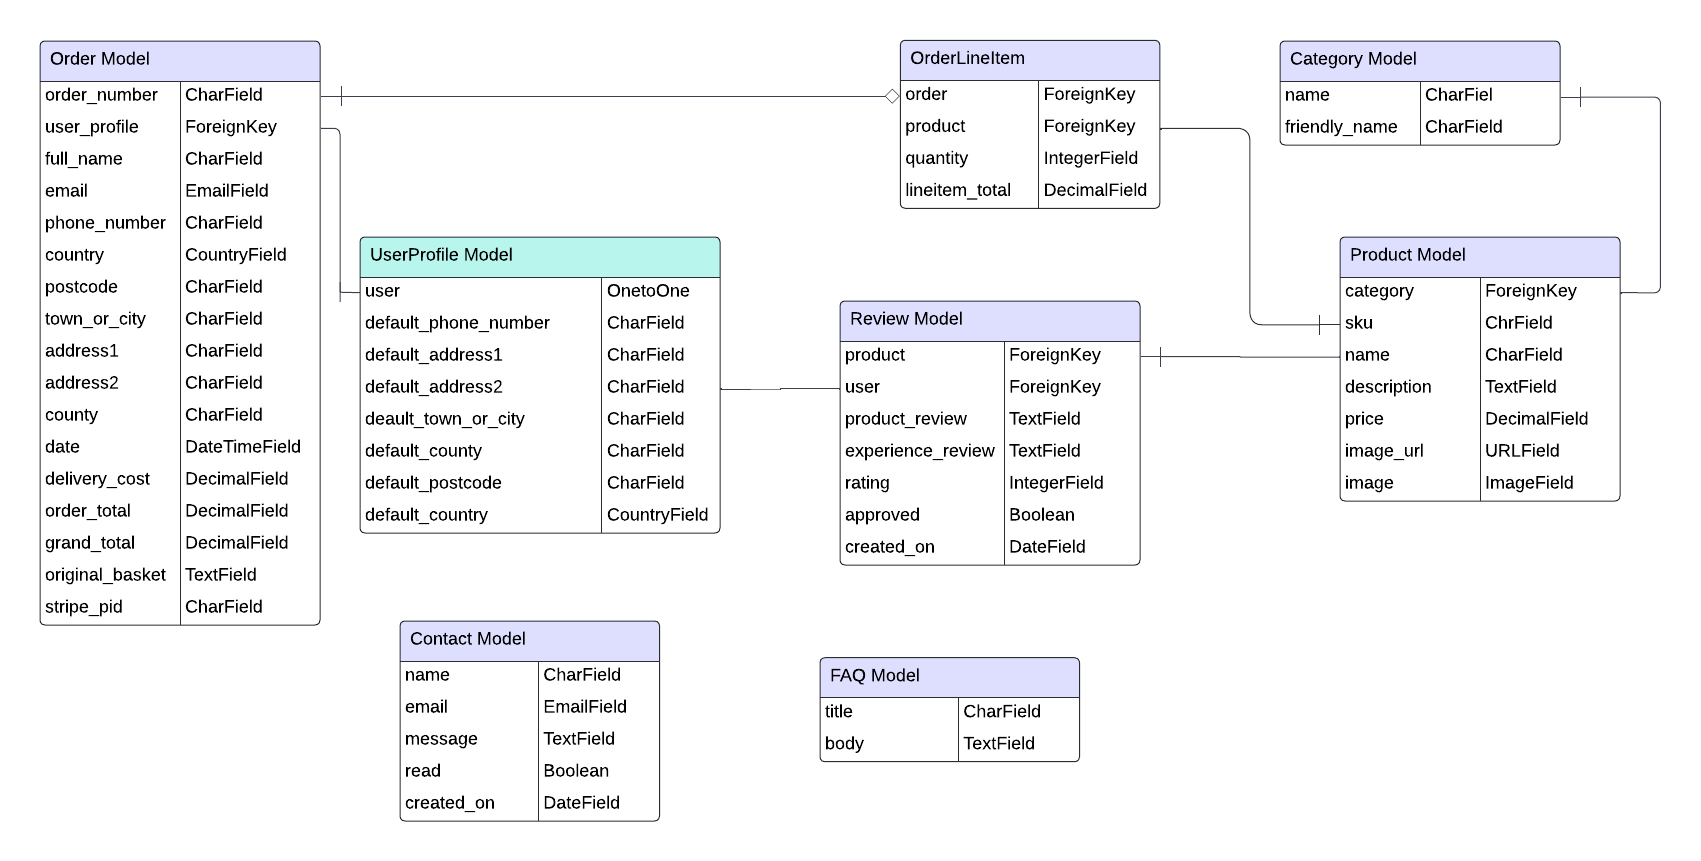 Order Model
order_number CharField
user_profile ForeignKey
full_name CharField
email EmailField
phone_number CharField
country CountryField
postcode CharField
town_or_city CharField
address1 CharField
address2 CharField
county CharField
date DateTimeField
delivery_cost DecimalField
order_total DecimalField
grand_total DecimalField
original_basket TextField
stripe_pid CharField
UserProfile Model
user OnetoOne
default_phone_number CharField
default_address1 CharField
default_address2 CharField
deault_town_or_city CharField
default_county CharField
default_postcode CharField
default_country CountryField
Contact Model
name CharField
email EmailField
message TextField
read Boolean
created_on DateField
OrderLineItem
order ForeignKey
product ForeignKey
quantity IntegerField
lineitem_total DecimalField
Review Model
product ForeignKey
user ForeignKey
product_review TextField
experience_review TextField
rating IntegerField
approved Boolean
created_on DateField
FAQ Model
title CharField
body TextField
Category Model
name CharFiel
friendly_name CharField
Product Model
category ForeignKey
sku ChrField
name CharField
description TextField
price DecimalField
image_url URLField
image ImageField